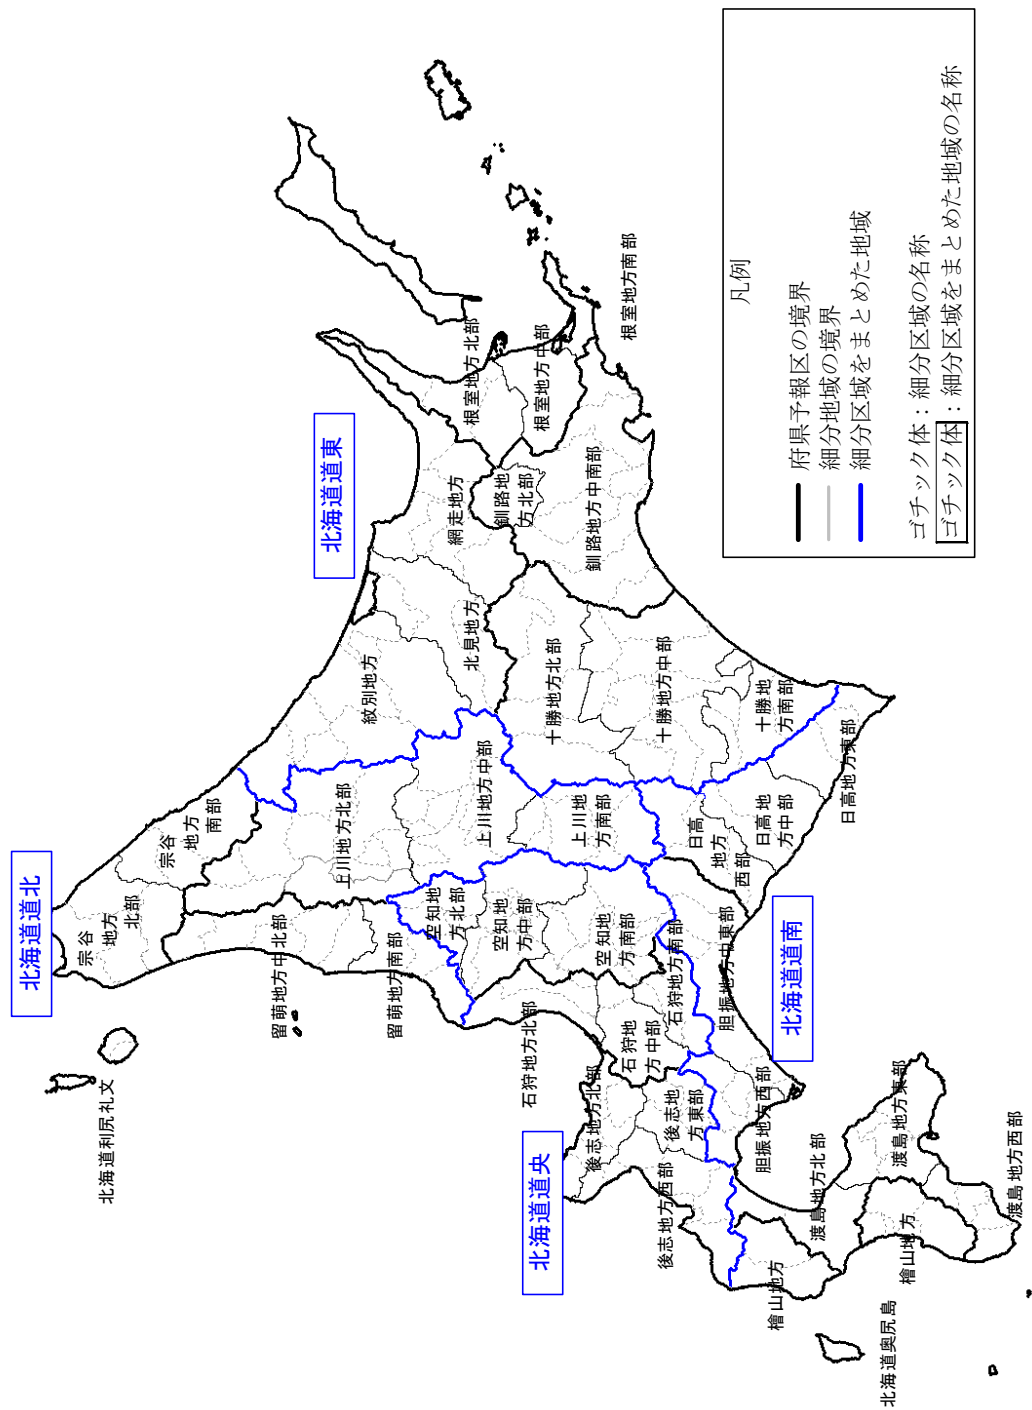 北海道道北
北海道道東
北海道道央
北海道道南
北海道利尻礼文
宗谷
地方
北部
宗谷
地方
南部
留萌地方中北部
留萌地方南部
上川地方北部
上川地方中部
上川地
方南部
紋別地方
北見地方
網走地方
根室地方北部
根室地方中部
根室地方南部
釧路地
方北部
釧路地方中南部
十勝地方北部
十勝地方中部
十勝地
方南部
空知地
方北部
空知地
方中部
空知地
方南部
石狩地方北部
石狩地
方中部
石狩地方南部
後志地方北部
後志地
方東部
後志地方西部
胆振地方中東部
胆振地方西部
日高
地方
西部
日高地
方中部
日高地方東部
渡島地方北部
渡島地方東部
渡島地方西部
檜山地方
檜山地方
北海道奥尻島
凡例
府県予報区の境界
細分地域の境界
細分区域をまとめた地域
ゴチック体：細分区域の名称
ゴチック体：細分区域をまとめた地域の名称